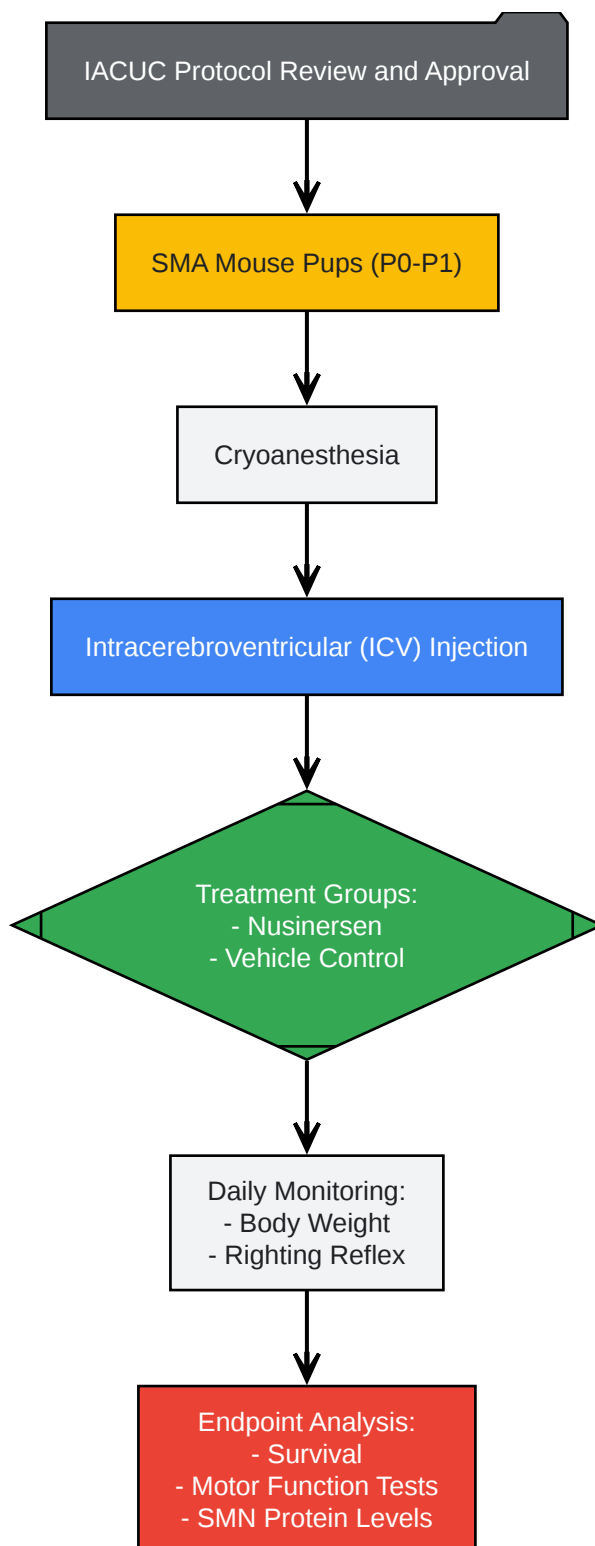 IACUC Protocol Review and Approval
SMA Mouse Pups (P0-P1)
Cryoanesthesia
Intracerebroventricular (ICV) Injection
Treatment Groups:
- Nusinersen
- Vehicle Control
Daily Monitoring:
- Body Weight
- Righting Reflex
Endpoint Analysis:
- Survival
- Motor Function Tests
- SMN Protein Levels